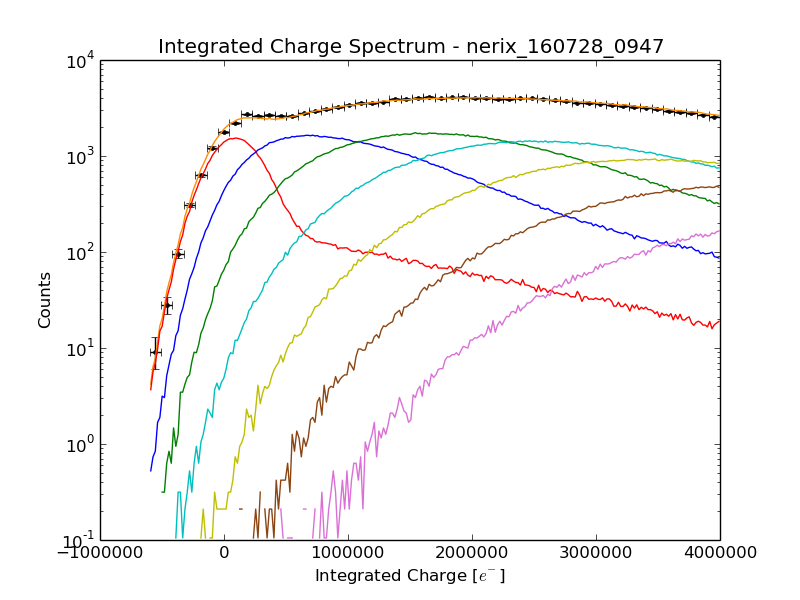 Integrated Charge Spectrum - nerix_160728_0947
10^4
10^3
10^2
10^1
10^0
10^-1
Counts
−1000000 0 1000000 2000000 3000000 4000000
Integrated Charge [e^-]